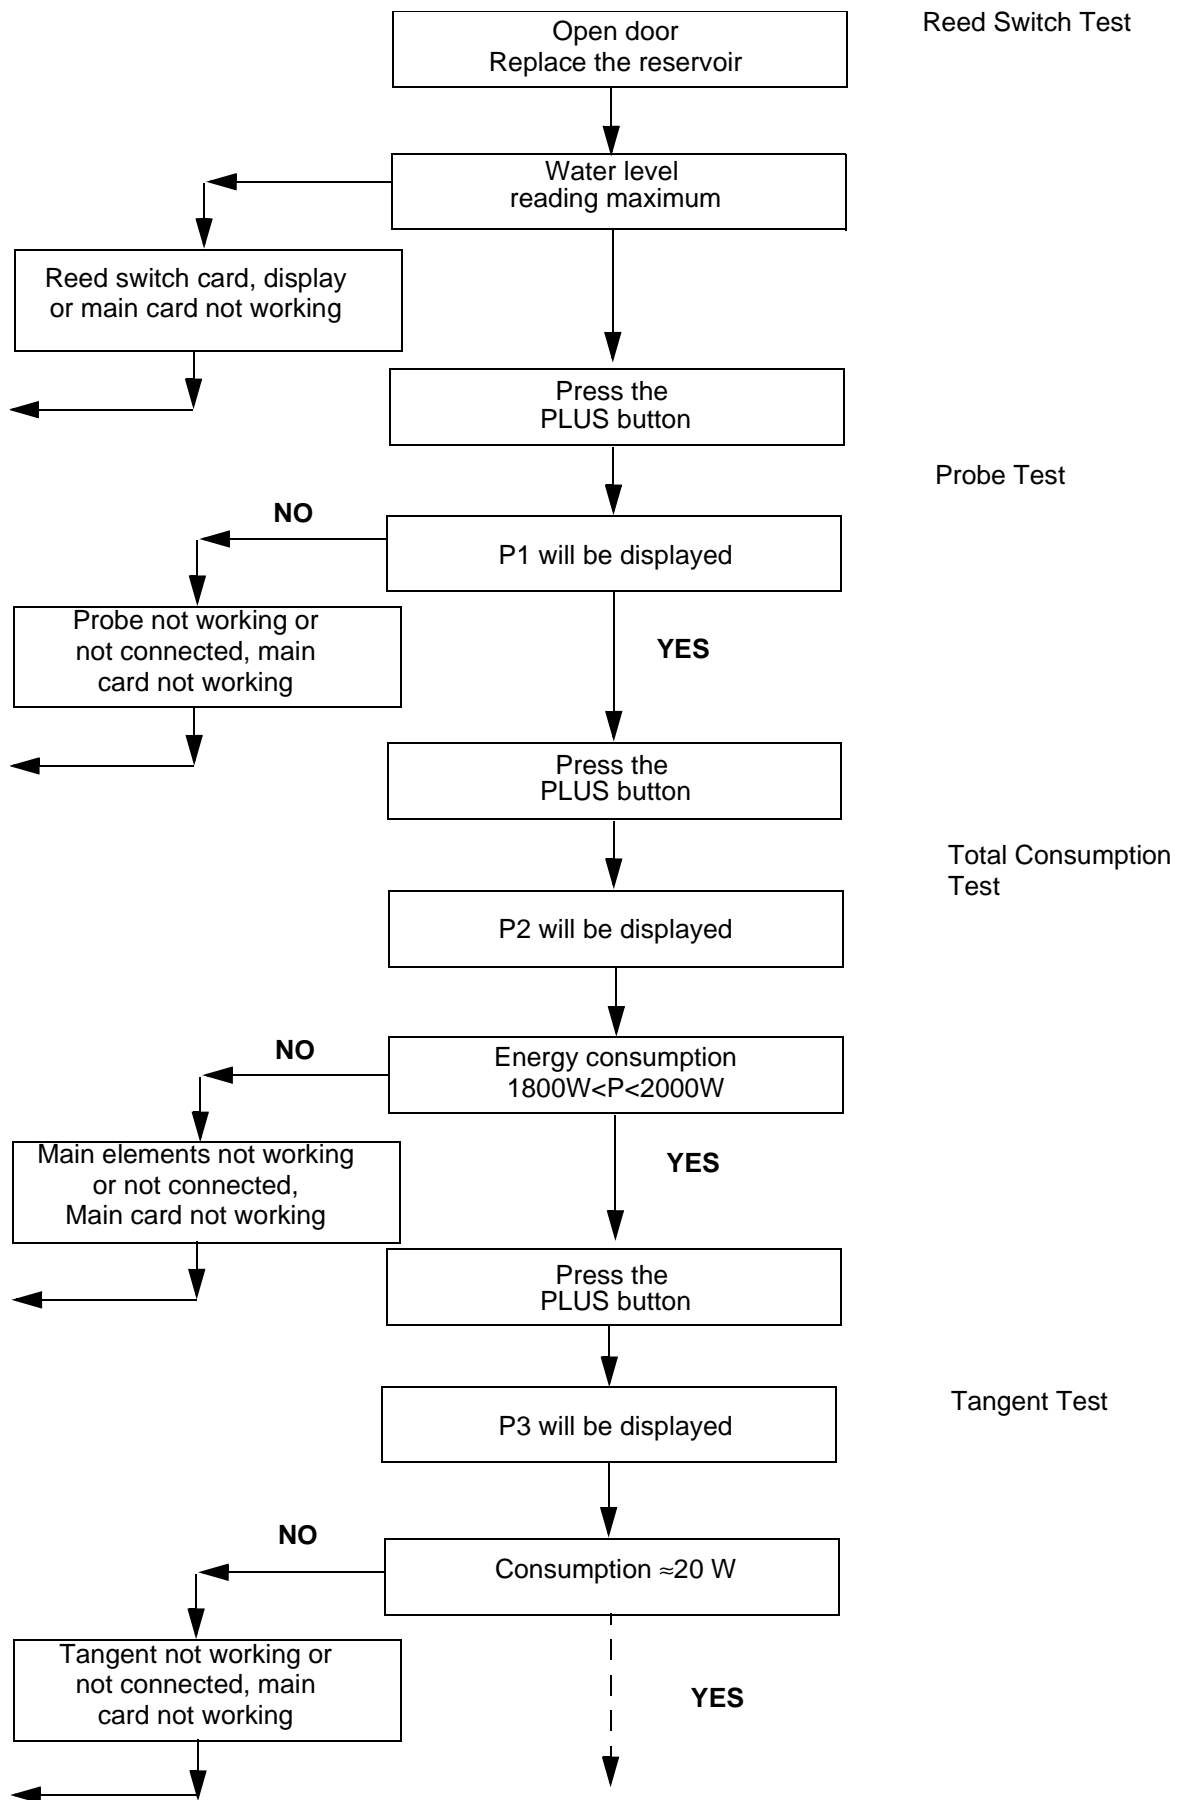 Open door
Replace the reservoir
Reed Switch Test
Water level
reading maximum
Reed switch card, display
or main card not working
Press the
PLUS button
Probe Test
NO
P1 will be displayed
Probe not working or
not connected, main
card not working
YES
Press the
PLUS button
Total Consumption
Test
P2 will be displayed
NO
Energy consumption
1800W<P<2000W
Main elements not working
or not connected,
Main card not working
YES
Press the
PLUS button
Tangent Test
P3 will be displayed
NO
Consumption ≈20 W
Tangent not working or
not connected, main
card not working
YES